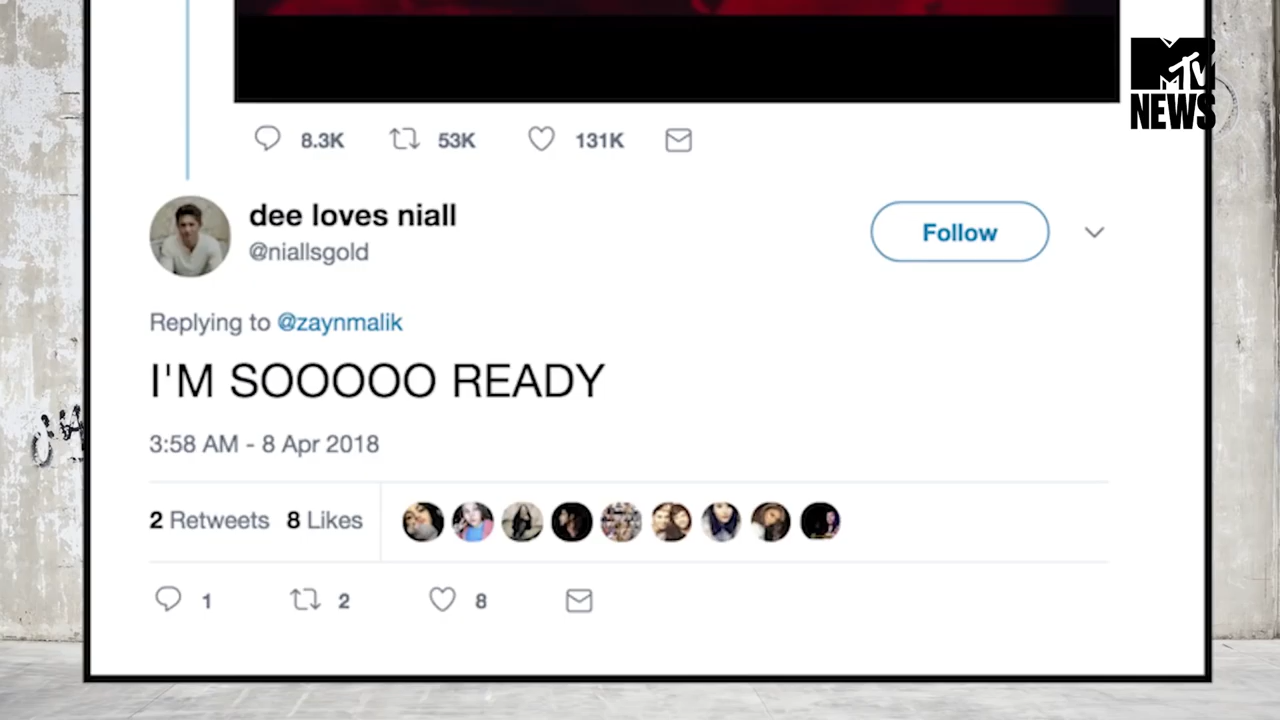 MTV
NEWS
8.3K 53K 131K
dee loves niall
@niallsgold
Follow
Replying to @zaynmalik
I'M SOOOOO READY
3:58 AM - 8 Apr 2018
2 Retweets 8 Likes
1 2 8